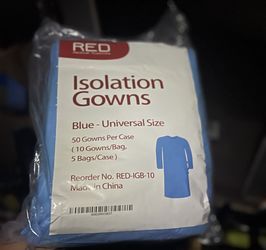 RED
Isolation
Gowns
Blue - Universal Size
50 Gowns Per Case
( 10 Gowns/Bag,
5 Bags/Case )
Reorder No. RED-IGB-10
Made in China